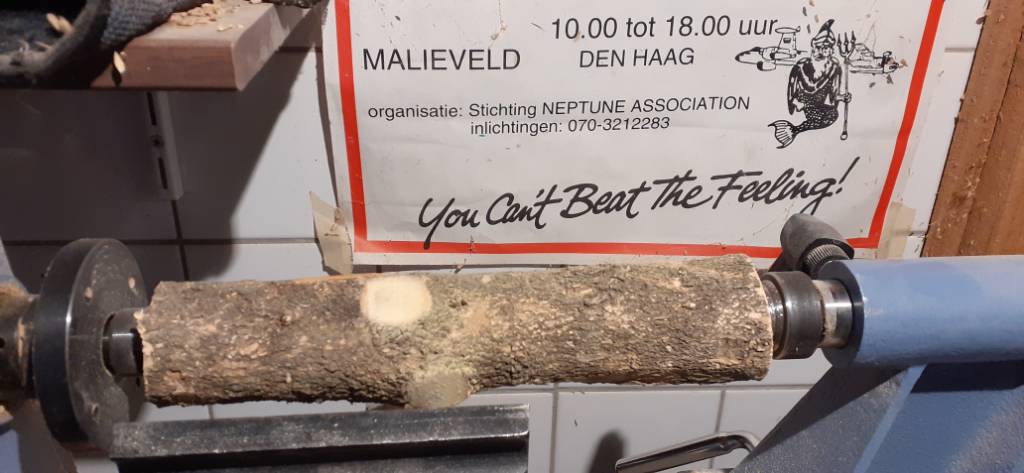 10.00 tot 18.00 uur
MALIEVELD DEN HAAG
organisatie: Stichting NEPTUNE ASSOCIATION
inlichtingen: 070-3212283
You Can't Beat The Feeling!